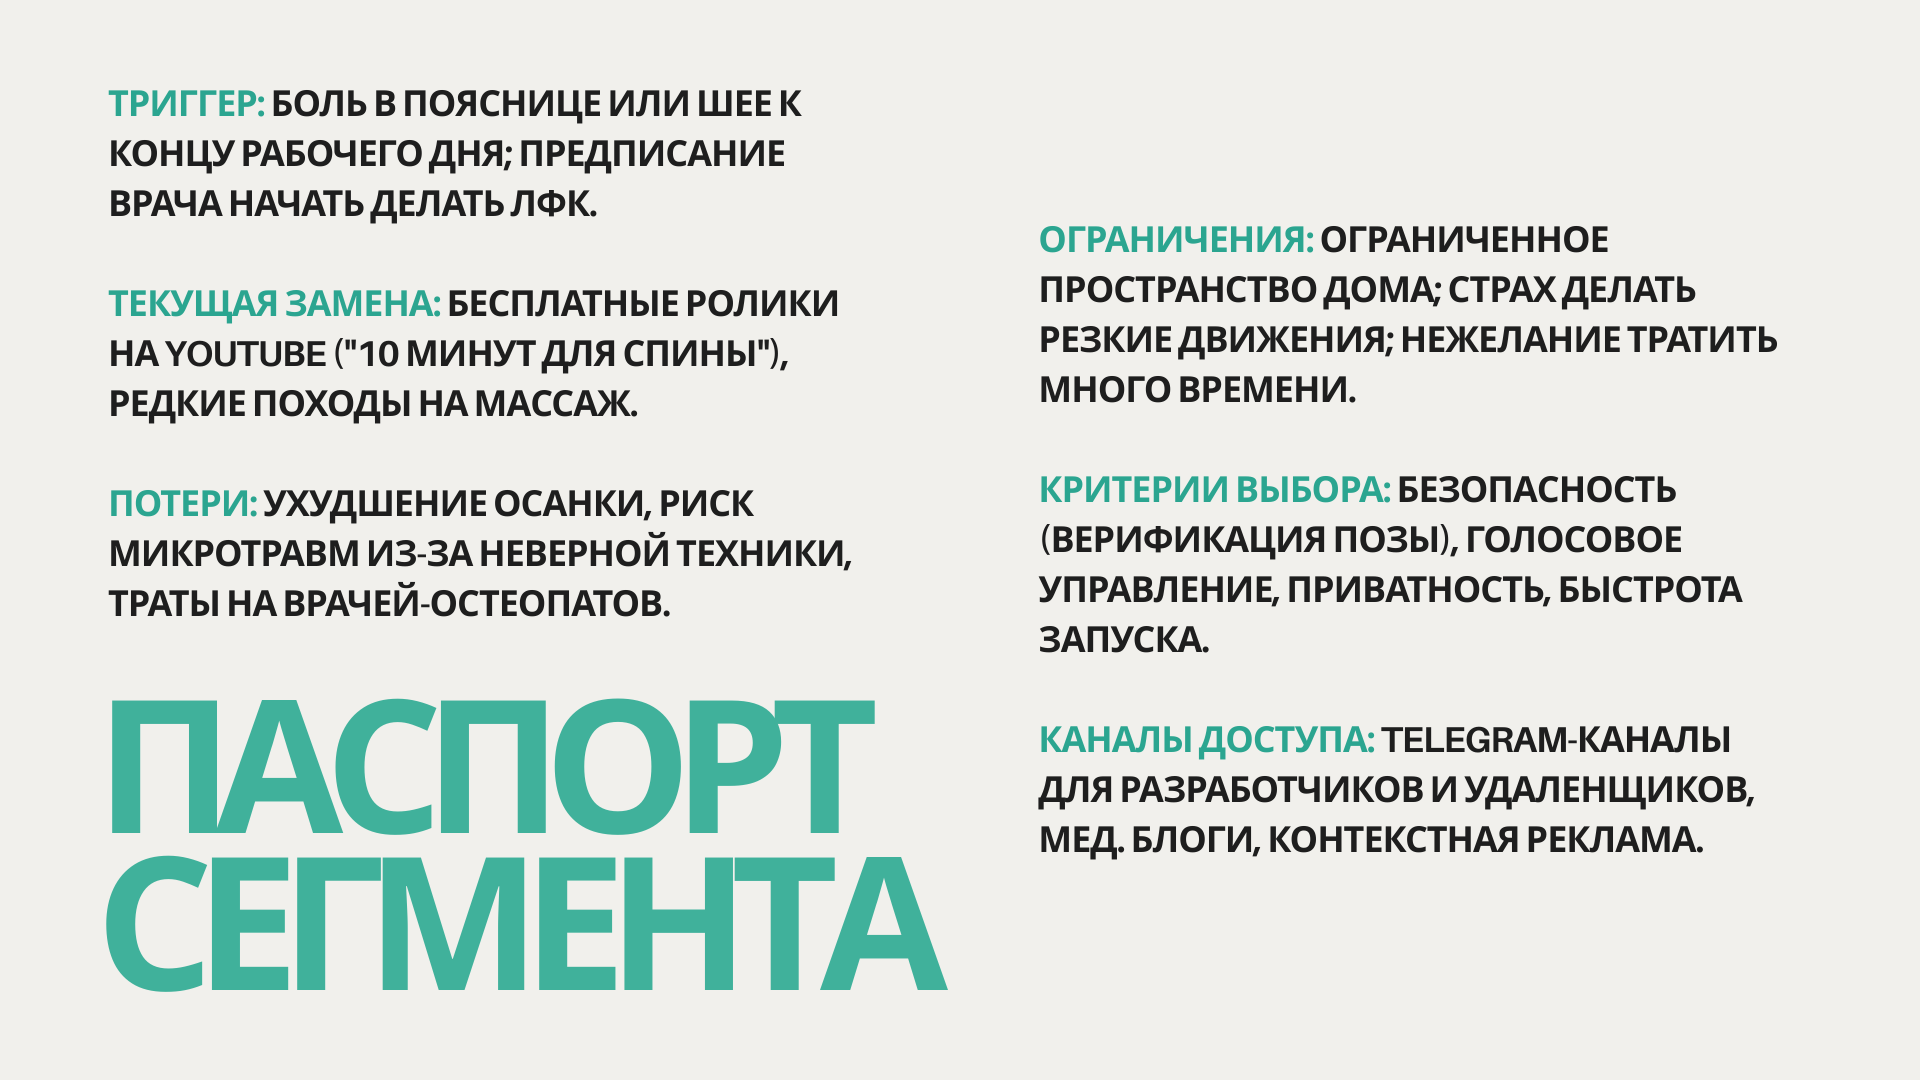 ТРИГГЕР: БОЛЬ В ПОЯСНИЦЕ ИЛИ ШЕЕ К
КОНЦУ РАБОЧЕГО ДНЯ; ПРЕДПИСАНИЕ
ВРАЧА НАЧАТЬ ДЕЛАТЬ ЛФК.
ТЕКУЩАЯ ЗАМЕНА: БЕСПЛАТНЫЕ РОЛИКИ
НА YOUTUBE ("10 МИНУТ ДЛЯ СПИНЫ"),
РЕДКИЕ ПОХОДЫ НА МАССАЖ.
ПОТЕРИ: УХУДШЕНИЕ ОСАНКИ, РИСК
МИКРОТРАВМ ИЗ-ЗА НЕВЕРНОЙ ТЕХНИКИ,
ТРАТЫ НА ВРАЧЕЙ-ОСТЕОПАТОВ.
ПАСПОРТ
СЕГМЕНТА
ОГРАНИЧЕНИЯ: ОГРАНИЧЕННОЕ
ПРОСТРАНСТВО ДОМА; СТРАХ ДЕЛАТЬ
РЕЗКИЕ ДВИЖЕНИЯ; НЕЖЕЛАНИЕ ТРАТИТЬ
МНОГО ВРЕМЕНИ.
КРИТЕРИИ ВЫБОРА: БЕЗОПАСНОСТЬ
(ВЕРИФИКАЦИЯ ПОЗЫ), ГОЛОСОВОЕ
УПРАВЛЕНИЕ, ПРИВАТНОСТЬ, БЫСТРОТА
ЗАПУСКА.
КАНАЛЫ ДОСТУПА: TELEGRAM-КАНАЛЫ
ДЛЯ РАЗРАБОТЧИКОВ И УДАЛЕНЩИКОВ,
МЕД. БЛОГИ, КОНТЕКСТНАЯ РЕКЛАМА.